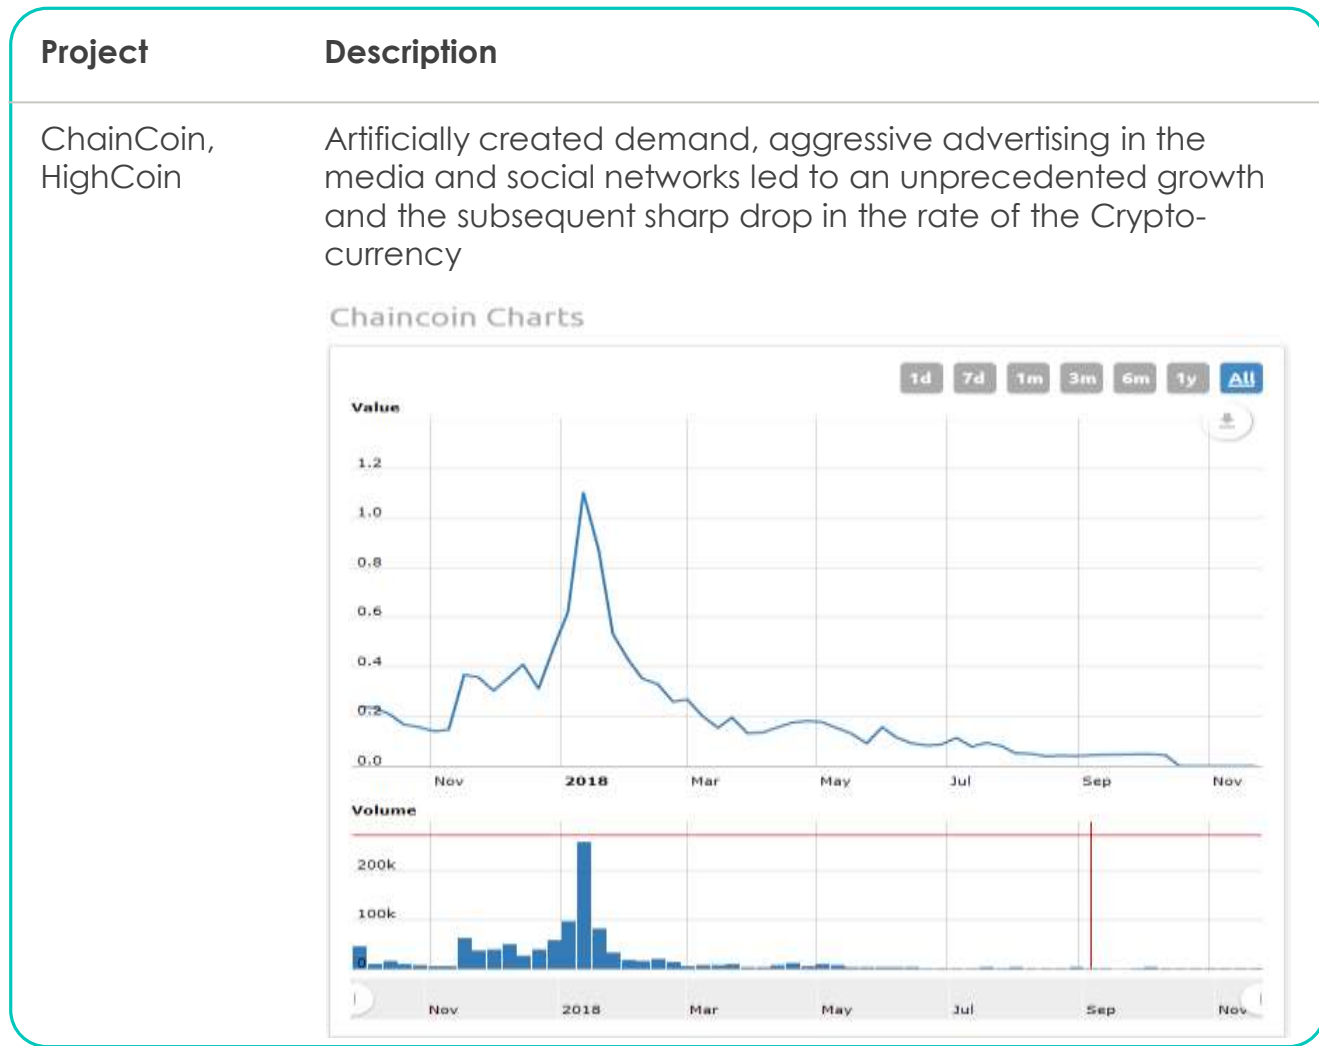 Project Description
ChainCoin,
HighCoin
Artificially created demand, aggressive advertising in the
media and social networks led to an unprecedented growth
and the subsequent sharp drop in the rate of the Crypto-
currency
Chaincoin Charts
1d 7d 1m 3m 6m 1y All
Value
1.2
1.0
0.8
0.6
0.4
0.2
0.0
Nov 2018 Mar May Jul Sep Nov
Volume
200k
100k
0
Nov 2018 Mar May Jul Sep Nov